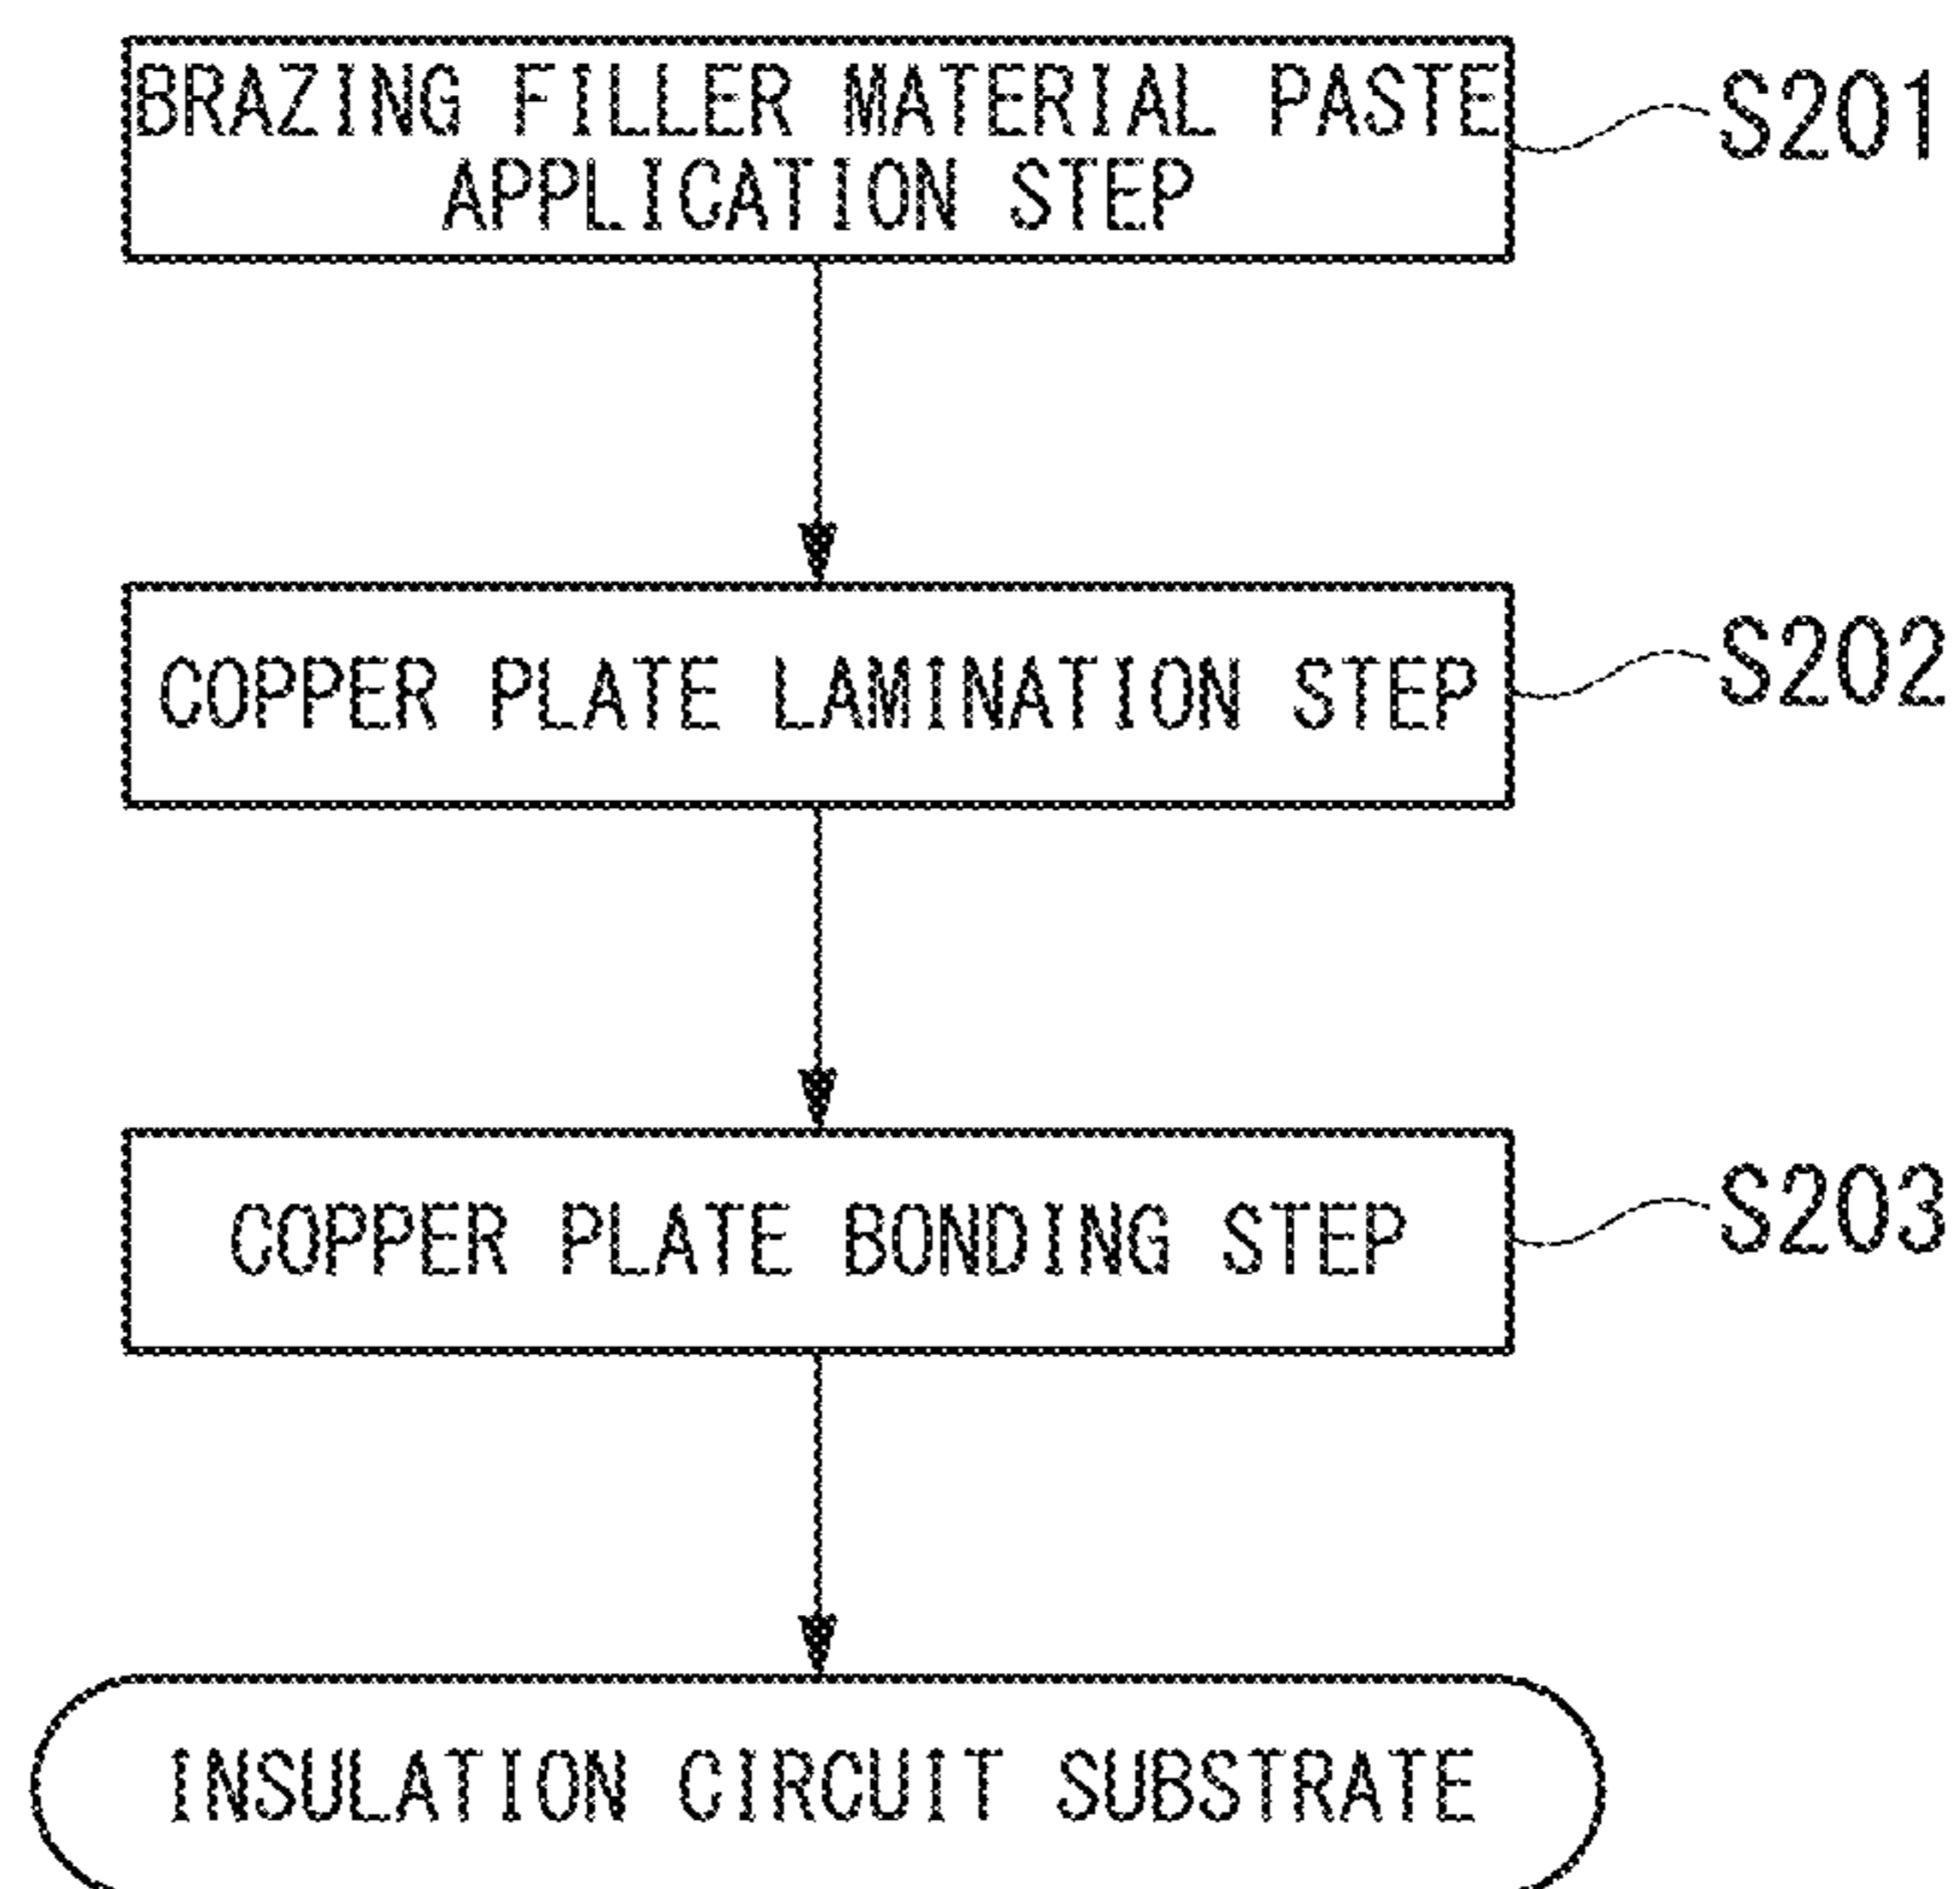 BRAZING FILLER MATERIAL PASTE
APPLICATION STEP
S201
COPPER PLATE LAMINATION STEP
S202
COPPER PLATE BONDING STEP
S203
INSULATION CIRCUIT SUBSTRATE